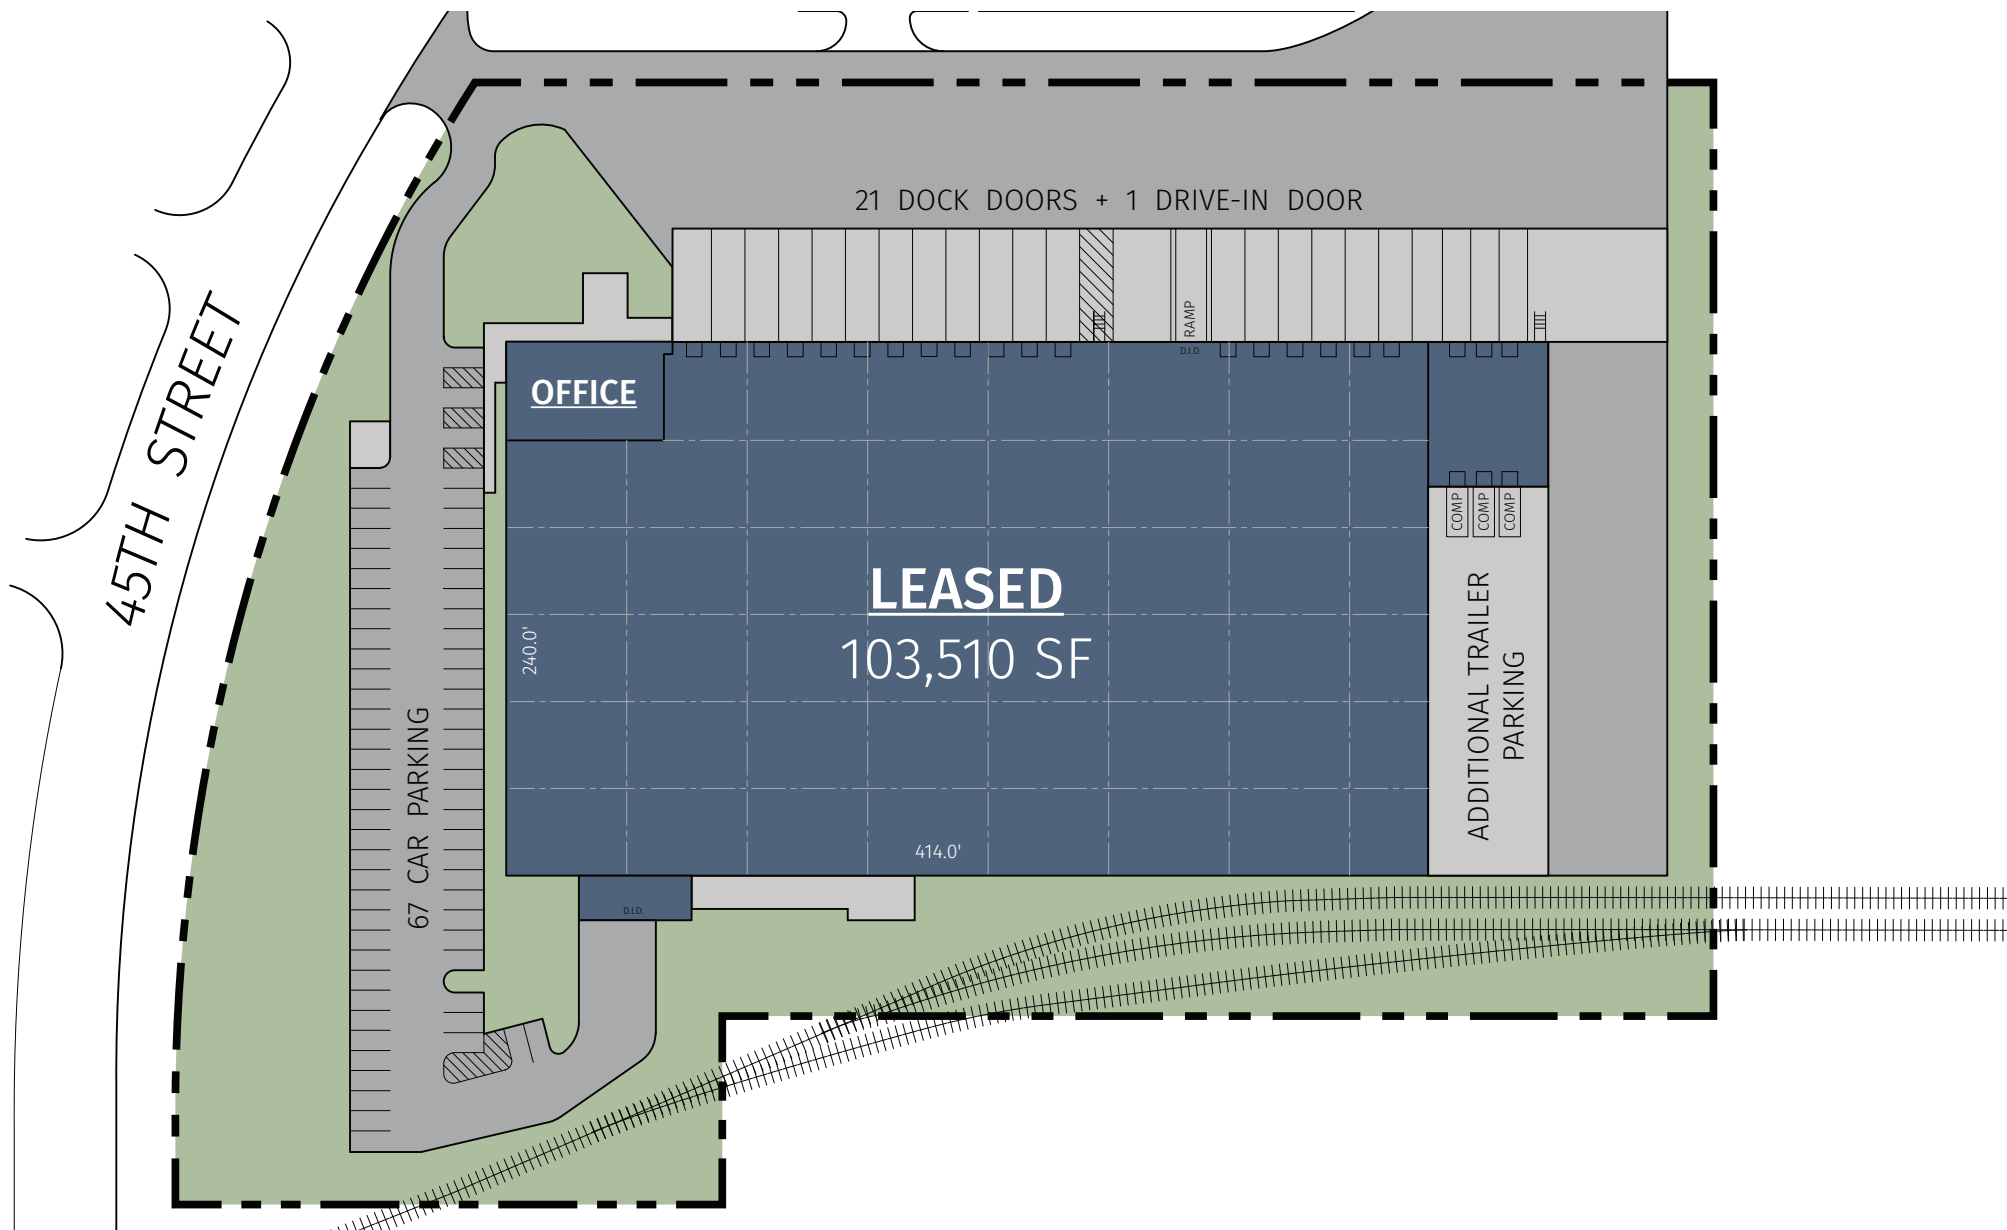 21 DOCK DOORS + 1 DRIVE-IN DOOR
RAMP
D.I.D.
OFFICE
45TH STREET
COMP
COMP
COMP
LEASED
103,510 SF
240.0'
ADDITIONAL TRAILER
PARKING
67 CAR PARKING
414.0'
D.I.D.